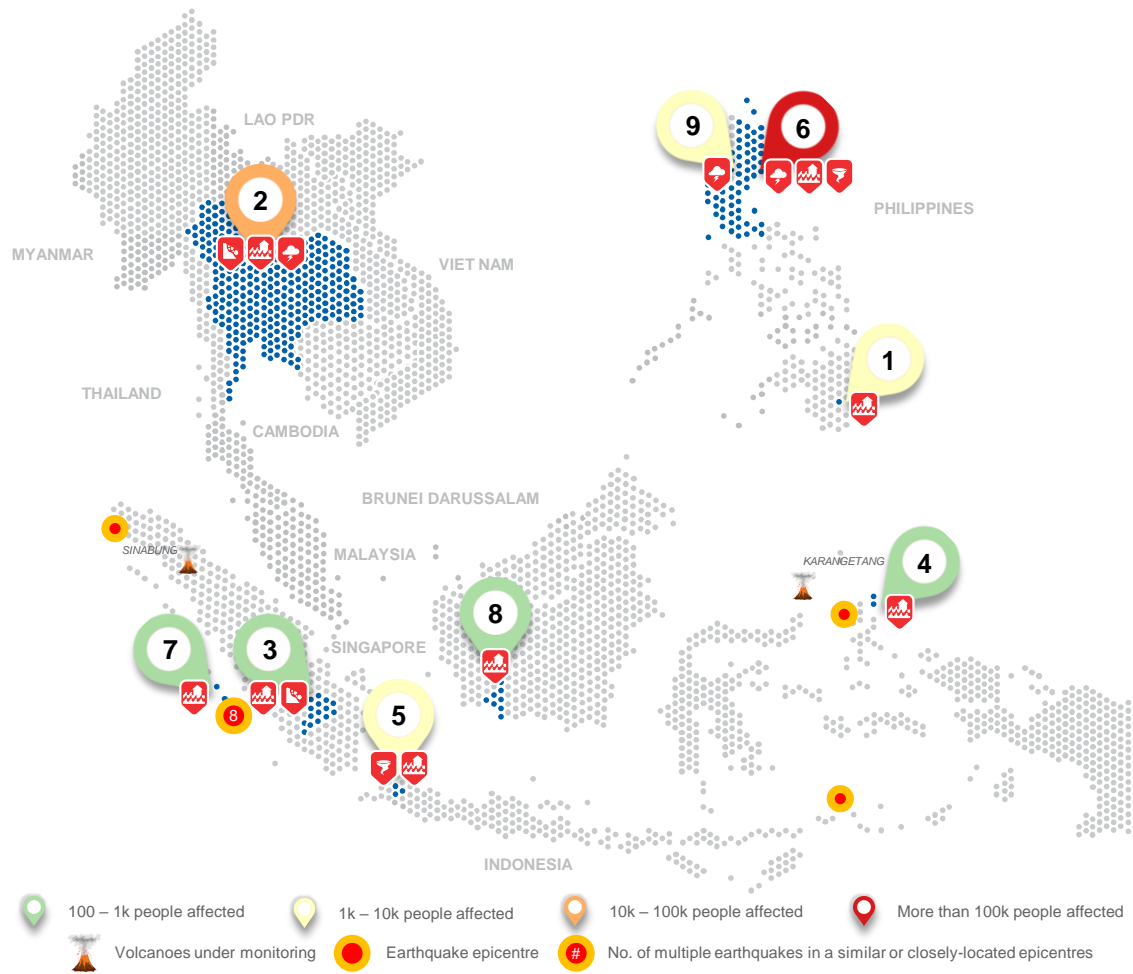 LAO PDR
9
6
2
PHILIPPINES
MYANMAR
VIET NAM
1
THAILAND
CAMBODIA
BRUNEI DARUSSALAM
SINABUNG
MALAYSIA
KARANGETANG
4
8
7
3
SINGAPORE
8
5
INDONESIA
100 – 1k people affected
1k – 10k people affected
10k – 100k people affected
More than 100k people affected
Volcanoes under monitoring
Earthquake epicentre
#
No. of multiple earthquakes in a similar or closely-located epicentres